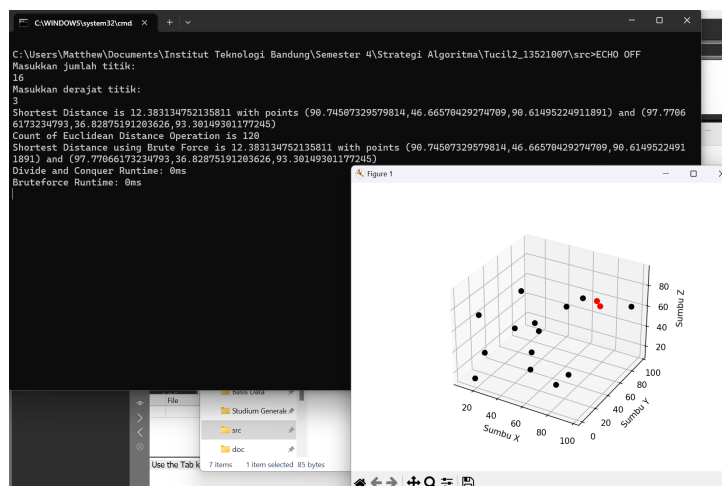 C:\WINDOWS\system32\cmd.
C:\Users\Matthew\Documents\Institut Teknologi Bandung\Semester 4\Strategi Algoritma\Tucil2_13521007\src>ECHO OFF
Masukkan jumlah titik:
16
Masukkan derajat titik:
3
Shortest Distance is 12.383134752135811 with points (90.74507329579814,46.66570429274709,90.61495224911891) and (97.7706
6173234793,36.82875191203626,93.30149301177245)
Count of Euclidean Distance Operation is 120
Shortest Distance using Brute Force is 12.383134752135811 with points (90.74507329579814,46.66570429274709,90.6149522491
1891) and (97.77066173234793,36.82875191203626,93.30149301177245)
Divide and Conquer Runtime: 0ms
Bruteforce Runtime: 0ms
Figure 1
80
60
40
20
Sumbu Z
100
80
60
40
20
0
Sumbu Y
20
40
60
80
100
Sumbu X
File
Basis Data
Studium Generale
src
doc
7 items 1 item selected 85 bytes
Use the Tab k